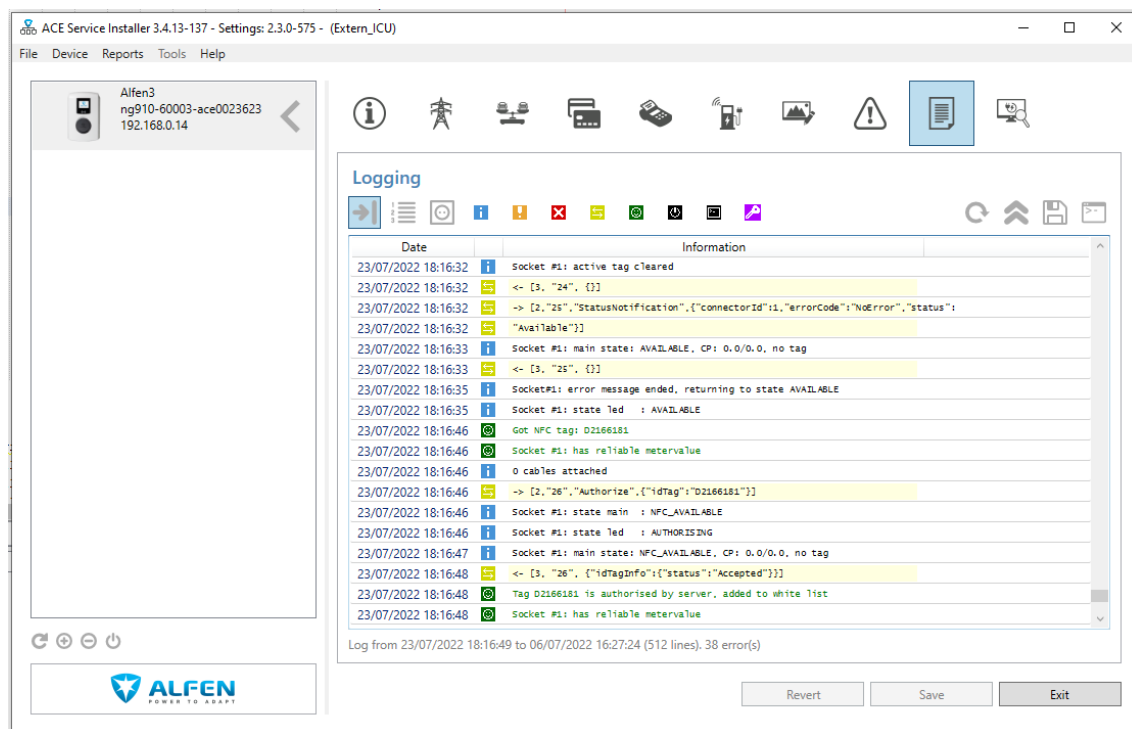 ACE Service Installer 3.4.13-137 - Settings: 2.3.0-575 - (Extern_ICU)
File Device Reports Tools Help
Alfen3
ng910-60003-ace0023623
192.168.0.14
Logging
Date Information
23/07/2022 18:16:32 Socket #1: active tag cleared
23/07/2022 18:16:32 <- [3, "24", {}]
23/07/2022 18:16:32 -> [2,"25","StatusNotification",{"connectorId":1,"errorCode":"NoError","status":
23/07/2022 18:16:32 "Available"}]
23/07/2022 18:16:33 Socket #1: main state: AVAILABLE, CP: 0.0/0.0, no tag
23/07/2022 18:16:33 <- [3, "25", {}]
23/07/2022 18:16:35 Socket#1: error message ended, returning to state AVAILABLE
23/07/2022 18:16:35 Socket #1: state led : AVAILABLE
23/07/2022 18:16:46 Got NFC tag: D2166181
23/07/2022 18:16:46 Socket #1: has reliable metervalue
23/07/2022 18:16:46 0 cables attached
23/07/2022 18:16:46 -> [2,"26","Authorize",{"idTag":"D2166181"}]
23/07/2022 18:16:46 Socket #1: state main : NFC_AVAILABLE
23/07/2022 18:16:46 Socket #1: state led : AUTHORISING
23/07/2022 18:16:47 Socket #1: main state: NFC_AVAILABLE, CP: 0.0/0.0, no tag
23/07/2022 18:16:48 <- [3, "26", {"idTagInfo":{"status":"Accepted"}}]
23/07/2022 18:16:48 Tag D2166181 is authorised by server, added to white list
23/07/2022 18:16:48 Socket #1: has reliable metervalue
Log from 23/07/2022 18:16:49 to 06/07/2022 16:27:24 (512 lines). 38 error(s)
ALFEN
POWER TO ADAPT
Revert Save Exit